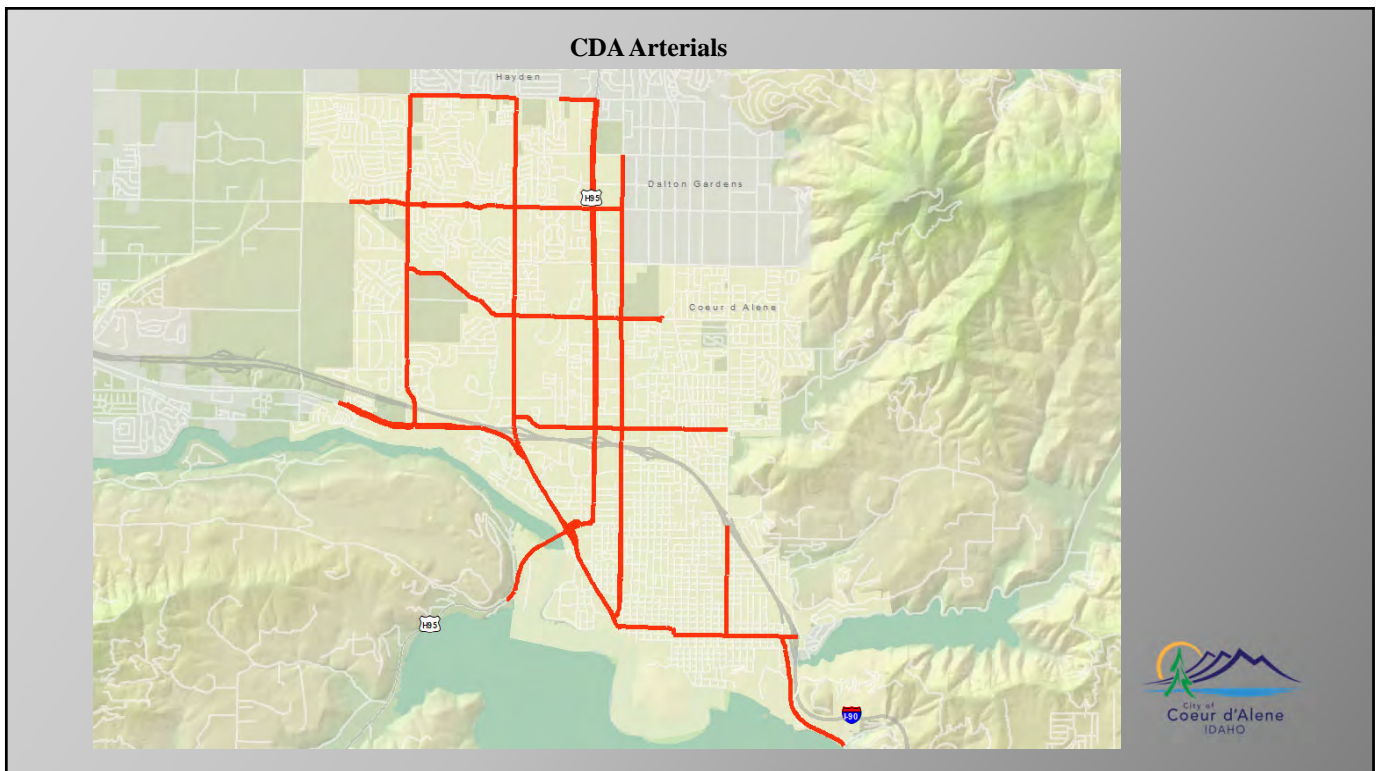 CDA Arterials
Hayden
Dalton Gardens
H95
Coeur d Alene
H95
I-90
City of
Coeur d'Alene
IDAHO